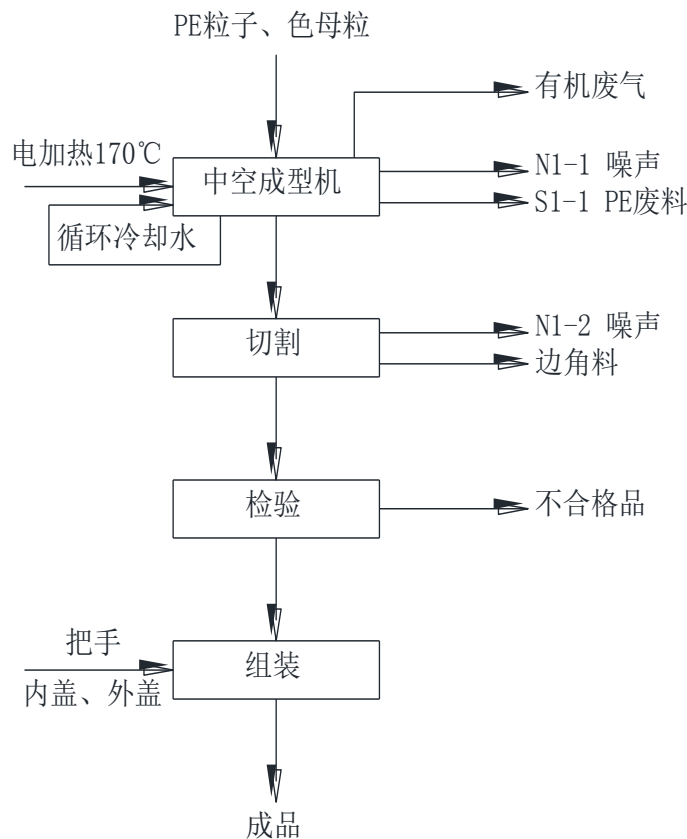 PE粒子、色母粒
有机废气
电加热170℃
中空成型机
N1-1 噪声
S1-1 PE废料
循环冷却水
切割
N1-2 噪声
边角料
检验
不合格品
把手
组装
内盖、外盖
成品